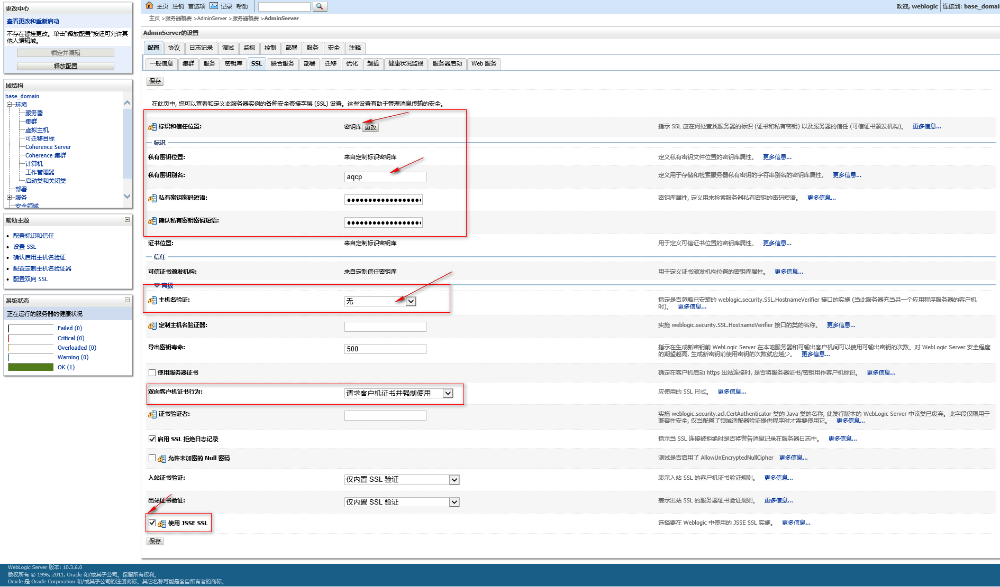 更改中心
查看更改和重新启动
不存在暂挂更改。单击“释放配置”按钮可允许其
他人编辑域。
锁定并编辑
释放配置
域结构
base_domain
环境
服务器
集群
虚拟主机
可迁移目标
Coherence Server
Coherence 集群
计算机
工作管理器
启动类和关闭类
部署
服务
安全领域
帮助主题
配置标识和信任
设置 SSL
确认启用主机名验证
配置定制主机名验证器
配置双向 SSL
系统状态
正在运行的服务器的健康状况
Failed (0)
Critical (0)
Overloaded (0)
Warning (0)
OK (1)
主页 注销 首选项 记录 帮助
欢迎, weblogic 连接到: base_domai
主页 >服务器概要 >AdminServer >服务器概要 >AdminServer
AdminServer的设置
配置 协议 日志记录 调试 监视 控制 部署 服务 安全 注释
一般信息 集群 服务 密钥库 SSL 联合服务 部署 迁移 优化 超载 健康状况监视 服务器启动 Web 服务
保存
在此页中, 您可以查看和定义此服务器实例的各种安全套接字层 (SSL) 设置。这些设置有助于管理消息传输的安全。
标识和信任位置: 密钥库 更改 指示 SSL 应在何处查找服务器的标识 (证书和私有密钥) 以及服务器的信任 (可信证书颁发机构)。 更多信息...
标识
私有密钥位置: 来自定制标识密钥库 定义私有密钥文件位置的密钥库属性。 更多信息...
私有密钥别名: aqcp 定义用于存储和检索服务器私有密钥的字符串别名的密钥库属性。 更多信息...
私有密钥密码短语: ●●●●●●●●●●●●●●●●●● 密钥库属性, 定义用来检索服务器私有密钥的密码短语。 更多信息...
确认私有密钥密码短语: ●●●●●●●●●●●●●●●●●●
证书位置: 来自定制标识密钥库 用于定义可信证书位置的密钥库属性。 更多信息...
信任
可信证书颁发机构: 来自定制信任密钥库 用于定义证书颁发机构位置的密钥库属性。 更多信息...
高级
主机名验证: 无 指定是否忽略已安装的 weblogic.security.SSL.HostnameVerifier 接口的实施 (当此服务器充当另一个应用程序服务器的客户机
时)。 更多信息...
定制主机名验证器: 实施 weblogic.security.SSL.HostnameVerifier 接口的类的名称。 更多信息...
导出密钥寿命: 500 指示在生成新密钥前 WebLogic Server 在本地服务器和可输出客户机间可以使用可输出密钥的次数。对 WebLogic Server 安全程度
的期望越高, 生成新密钥前使用密钥的次数就应越少。 更多信息...
使用服务器证书 确定在客户机启动 https 出站连接时, 是否将服务器证书/密钥用作客户机标识。 更多信息...
双向客户机证书行为: 请求客户机证书并强制使用 应使用的 SSL 形式。 更多信息...
证书验证者: 实施 weblogic.security.acl.CertAuthenticator 类的 Java 类的名称, 此发行版本的 WebLogic Server 中该类已废弃。此字段仅限用于
兼容性安全, 仅当配置了领域适配器验证提供程序时才需要使用它。 更多信息...
启用 SSL 拒绝日志记录 指示当 SSL 连接被拒绝时是否将警告消息记录在服务器日志中。 更多信息...
允许未加密的 Null 密码 测试是否启用了 AllowUnEncryptedNullCipher 更多信息...
入站证书验证: 仅内置 SSL 验证 表示入站 SSL 的客户机证书验证规则。 更多信息...
出站证书验证: 仅内置 SSL 验证 表示出站 SSL 的服务器证书验证规则。 更多信息...
使用 JSSE SSL 选择要在 Weblogic 中使用的 JSSE SSL 实施。 更多信息...
保存
WebLogic Server 版本: 10.3.6.0
版权所有 © 1996, 2011, Oracle 和/或其子公司。保留所有权利。
Oracle 是 Oracle Corporation 和/或其子公司的注册商标。其它名称可能是各自所有者的商标。